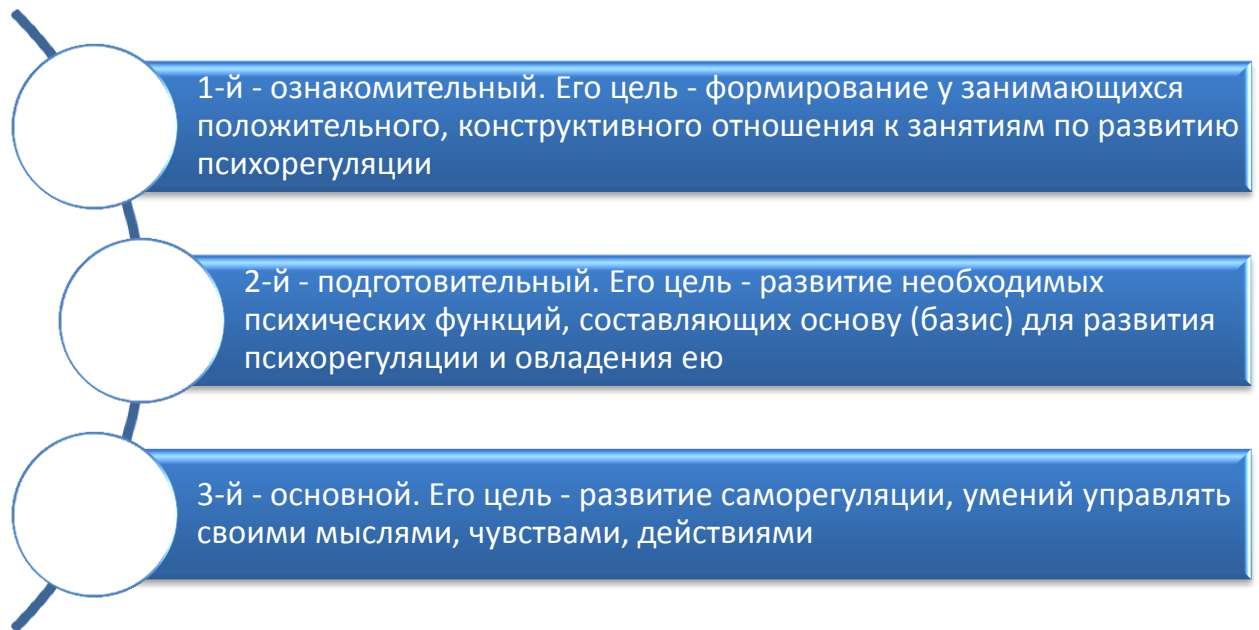 1-й - ознакомительный. Его цель - формирование у занимающихся
положительного, конструктивного отношения к занятиям по развитию
психорегуляции
2-й - подготовительный. Его цель - развитие необходимых
психических функций, составляющих основу (базис) для развития
психорегуляции и овладения ею
3-й - основной. Его цель - развитие саморегуляции, умений управлять
своими мыслями, чувствами, действиями